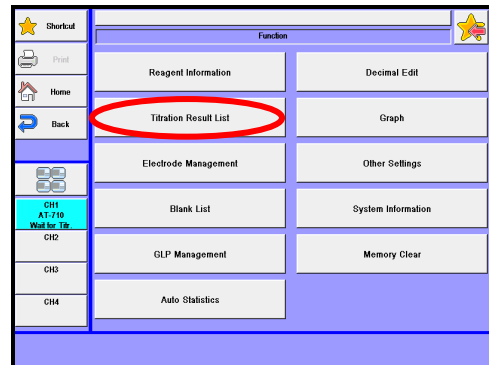 Shortcut
Function
Print
Home
Back
Reagent Information
Decimal Edit
Titration Result List
Graph
Electrode Management
Other Settings
CH1
AT-710
Wait for Titr.
Blank List
System Information
CH2
GLP Management
Memory Clear
CH3
CH4
Auto Statistics